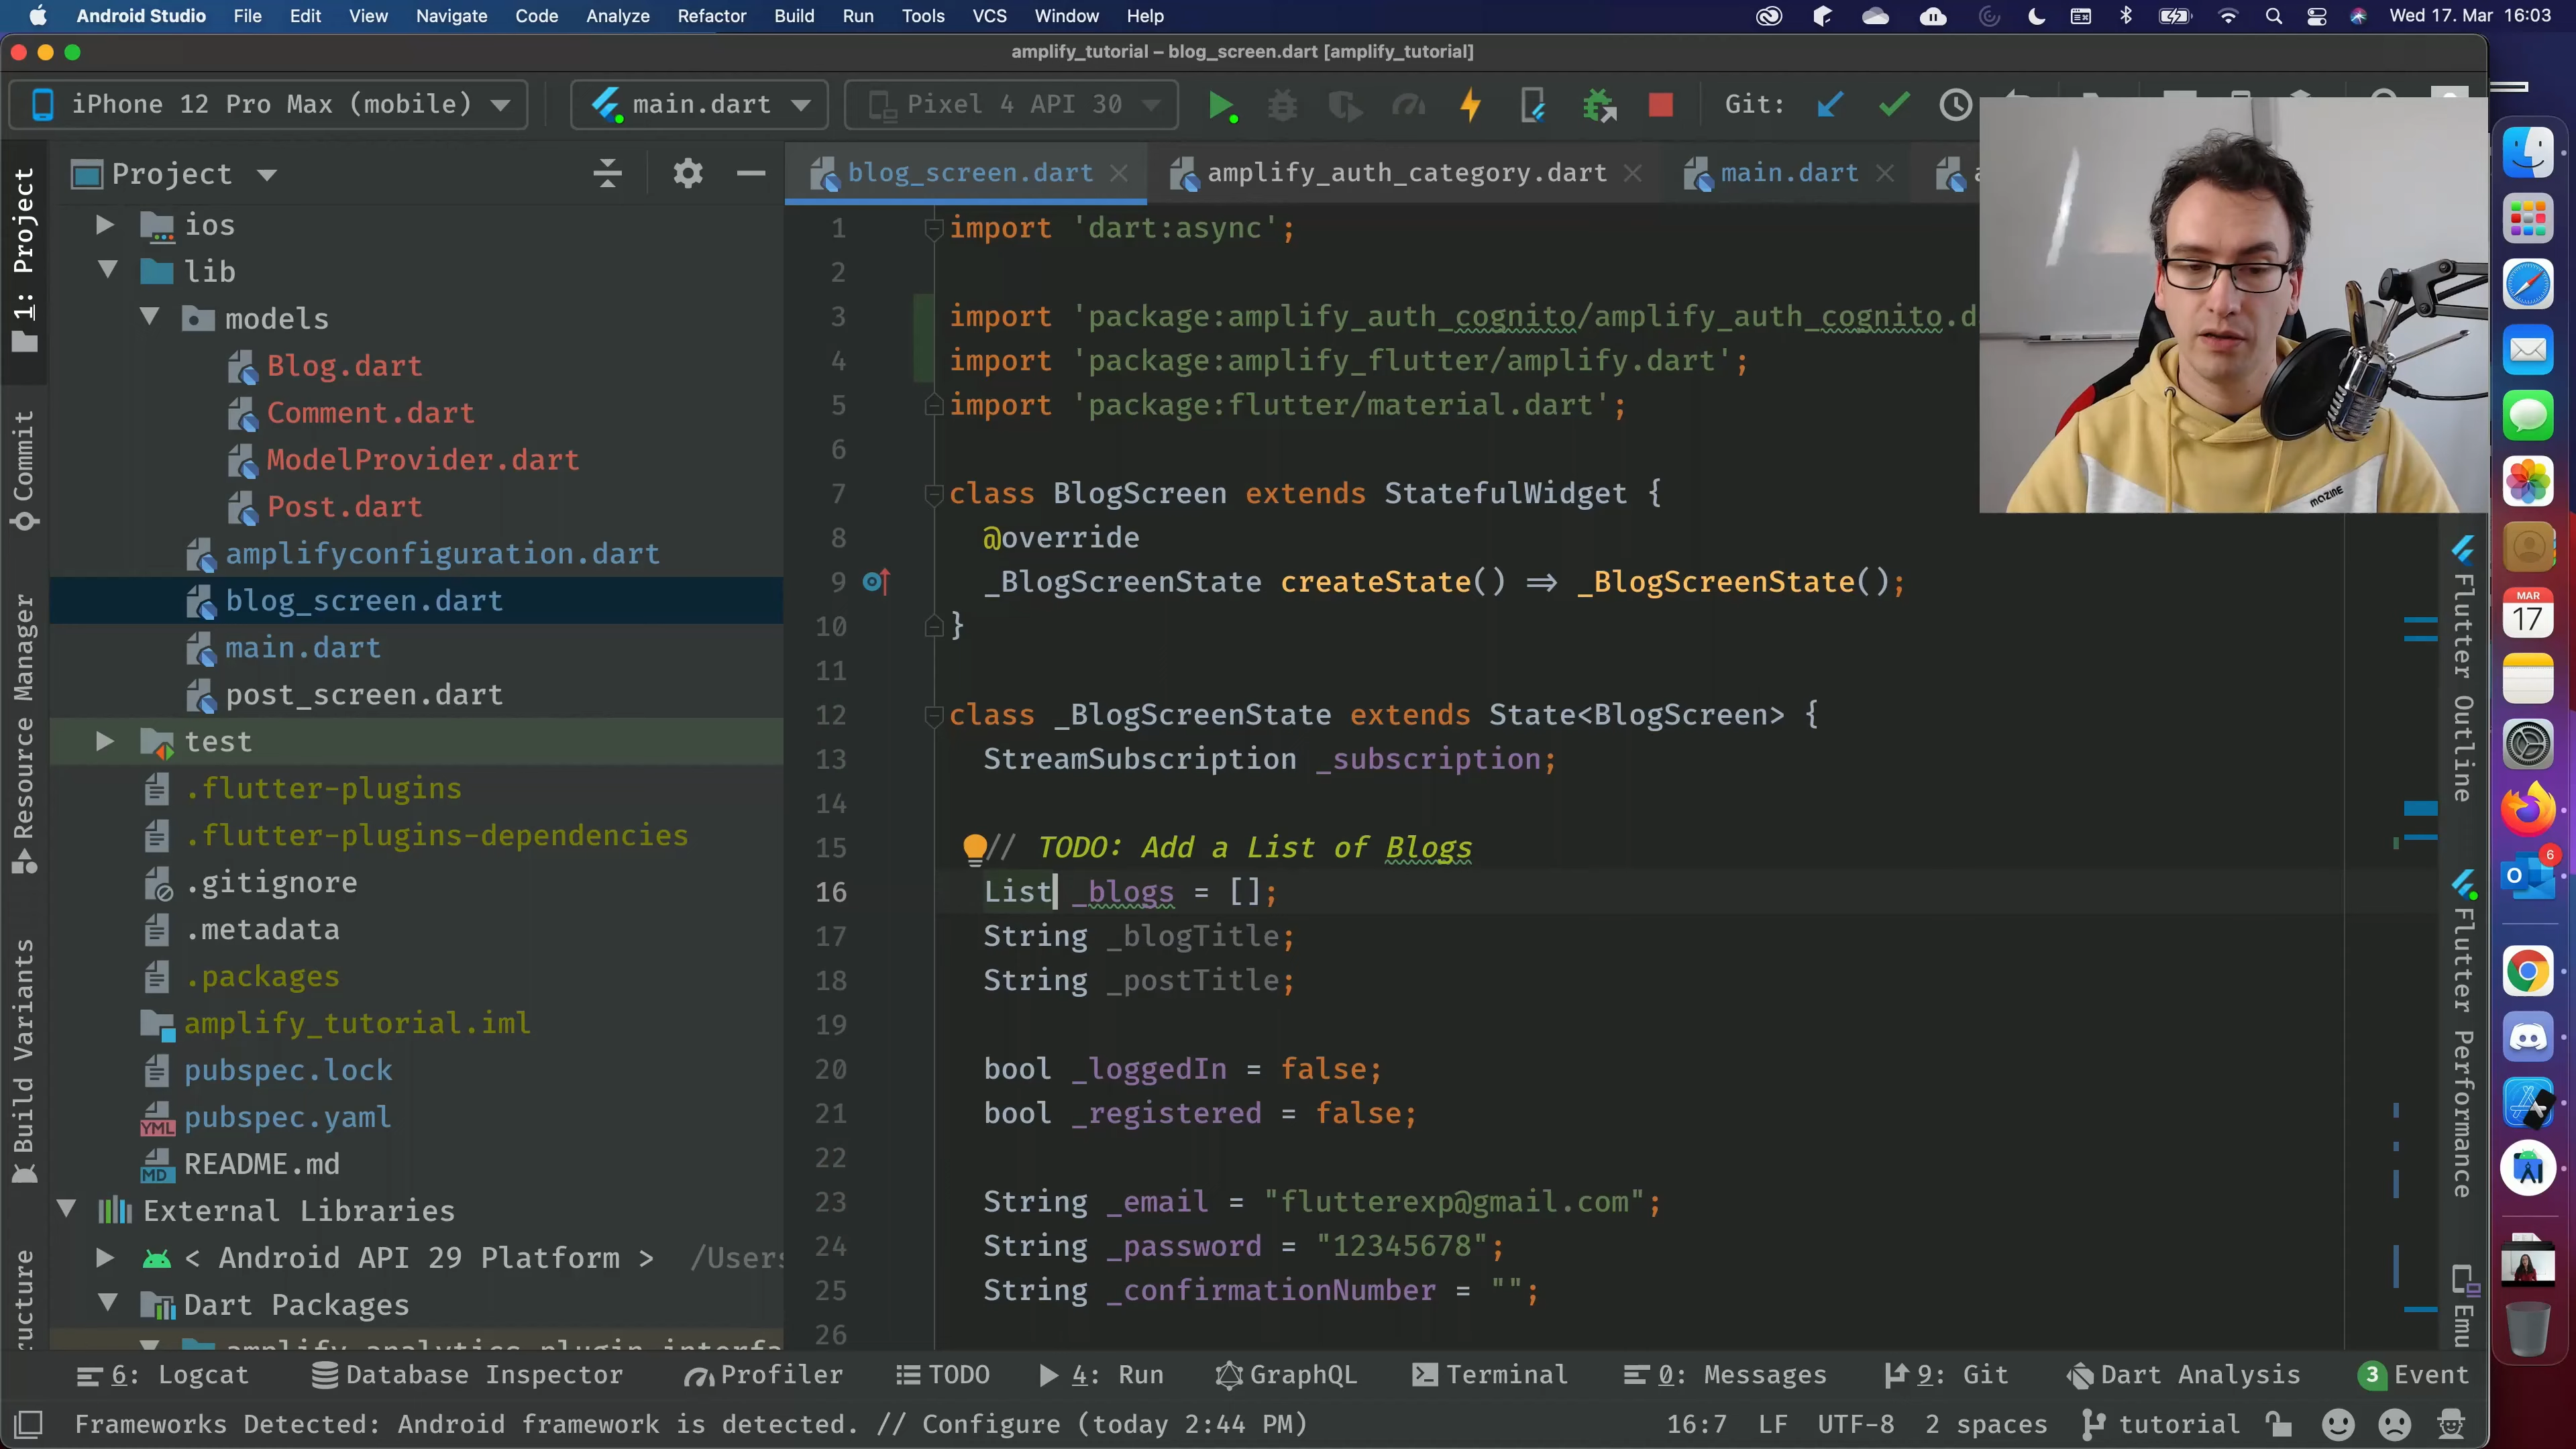 Android Studio File Edit View Navigate Code Analyze Refactor Build Run Tools VCS Window Help Wed 17. Mar 16:03
amplify_tutorial – blog_screen.dart [amplify_tutorial]
iPhone 12 Pro Max (mobile) main.dart Pixel 4 API 30 Git:
Project
blog_screen.dart amplify_auth_category.dart main.dart
1: Project
Commit
Resource Manager
Build Variants
ios
lib
models
Blog.dart
Comment.dart
ModelProvider.dart
Post.dart
amplifyconfiguration.dart
blog_screen.dart
main.dart
post_screen.dart
test
.flutter-plugins
.flutter-plugins-dependencies
.gitignore
.metadata
.packages
amplify_tutorial.iml
pubspec.lock
YML pubspec.yaml
MD README.md
External Libraries
< Android API 29 Platform > /Users
Dart Packages
1 import 'dart:async';
2
3 import 'package:amplify_auth_cognito/amplify_auth_cognito.d
4 import 'package:amplify_flutter/amplify.dart';
5 import 'package:flutter/material.dart';
6
7 class BlogScreen extends StatefulWidget {
8 @override
9 _BlogScreenState createState() => _BlogScreenState();
10 }
11
12 class _BlogScreenState extends State<BlogScreen> {
13 StreamSubscription _subscription;
14
15 // TODO: Add a List of Blogs
16 List _blogs = [];
17 String _blogTitle;
18 String _postTitle;
19
20 bool _loggedIn = false;
21 bool _registered = false;
22
23 String _email = "flutterexp@gmail.com";
24 String _password = "12345678";
25 String _confirmationNumber = "";
26
mazine
Flutter Outline
Flutter Performance
Emu
MAR
17
6
6: Logcat Database Inspector Profiler TODO 4: Run GraphQL Terminal 0: Messages 9: Git Dart Analysis 3 Event
Frameworks Detected: Android framework is detected. // Configure (today 2:44 PM) 16:7 LF UTF-8 2 spaces tutorial